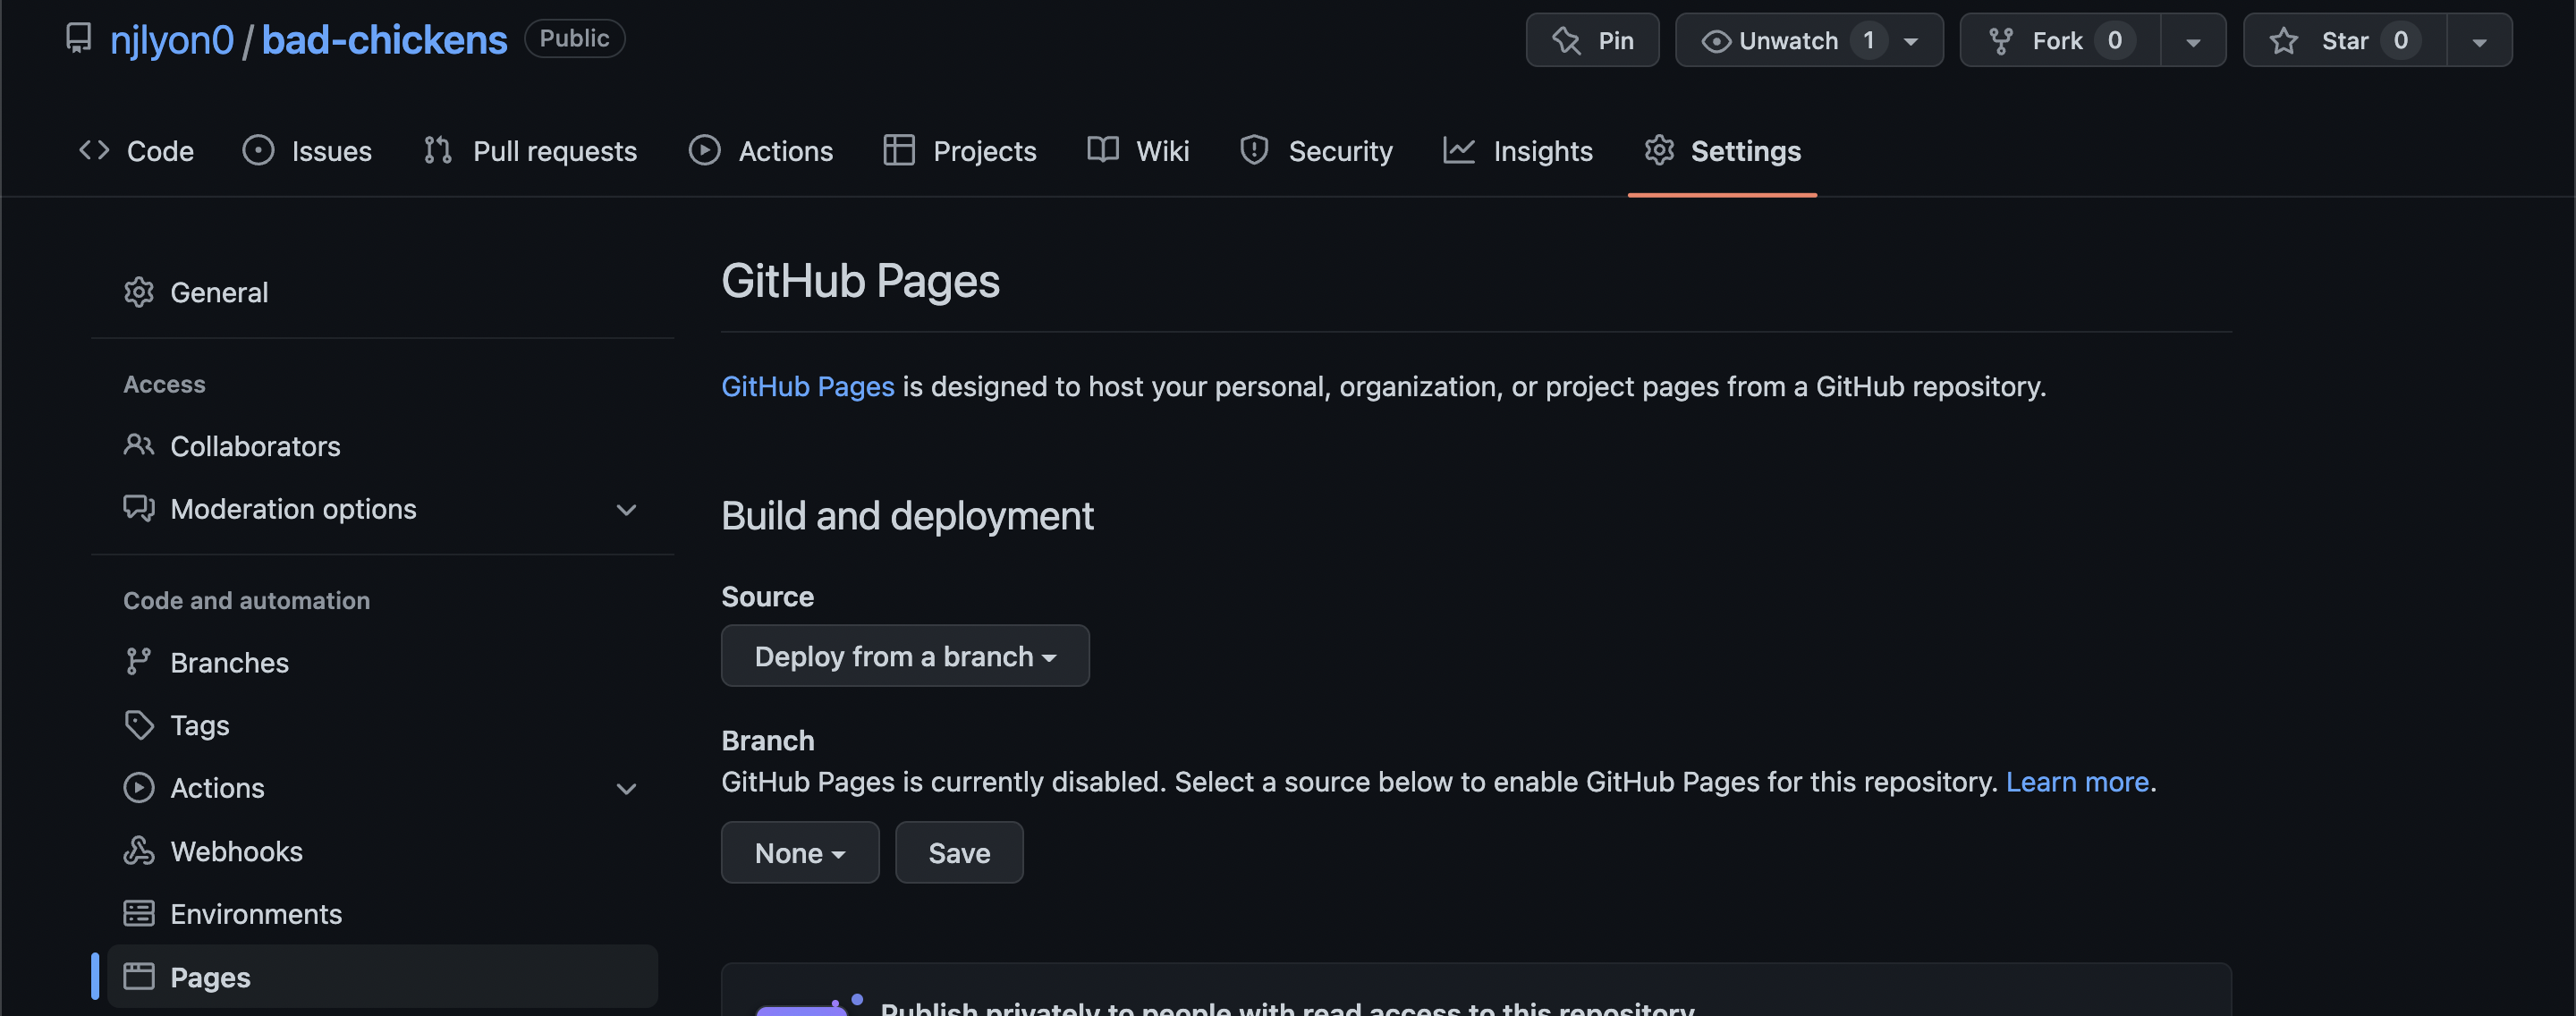 njlyon0 / bad-chickens Public Pin Unwatch 1 Fork 0 Star 0
Code Issues Pull requests Actions Projects Wiki Security Insights Settings
General
Access
Collaborators
Moderation options
Code and automation
Branches
Tags
Actions
Webhooks
Environments
Pages
GitHub Pages
GitHub Pages is designed to host your personal, organization, or project pages from a GitHub repository.
Build and deployment
Source
Deploy from a branch
Branch
GitHub Pages is currently disabled. Select a source below to enable GitHub Pages for this repository. Learn more.
None Save
Publish privately to people with read access to this repository